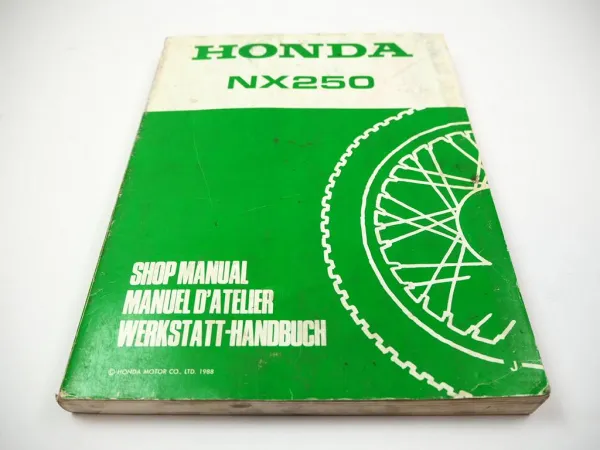 HONDA
NX250
SHOP MANUAL
MANUEL D'ATELIER
WERKSTATT-HANDBUCH
© HONDA MOTOR CO., LTD. 1988
J